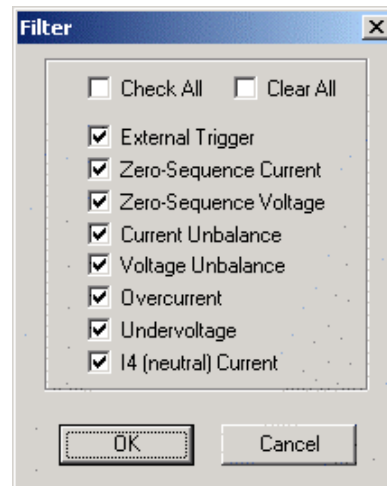 Filter
Check All Clear All
External Trigger
Zero-Sequence Current
Zero-Sequence Voltage
Current Unbalance
Voltage Unbalance
Overcurrent
Undervoltage
I4 (neutral) Current
OK Cancel